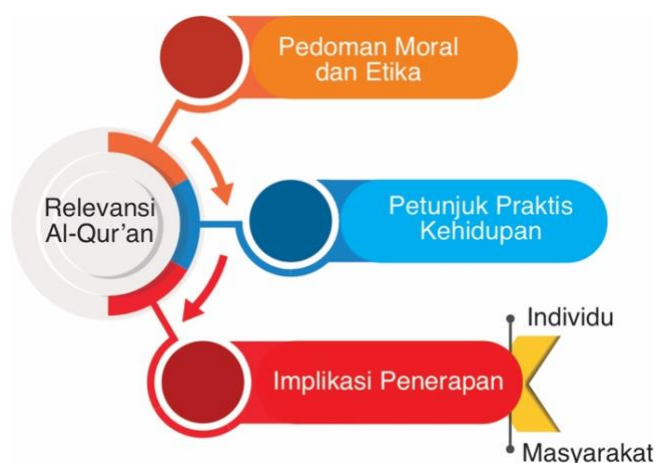 Pedoman Moral
dan Etika
Relevansi
Al-Qur'an
Petunjuk Praktis
Kehidupan
Implikasi Penerapan
Individu
Masyarakat